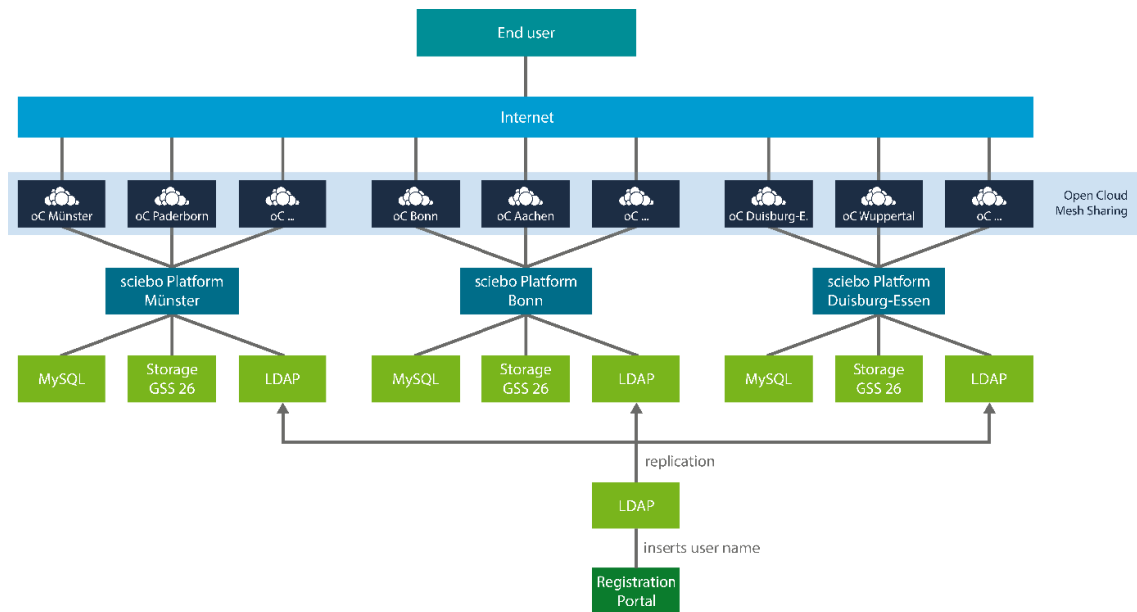 End user
Internet
oC Münster
oC Paderborn
oC ...
oC Bonn
oC Aachen
oC ...
oC Duisburg-E.
oC Wuppertal
oC ...
Open Cloud
Mesh Sharing
sciebo Platform
Münster
sciebo Platform
Bonn
sciebo Platform
Duisburg-Essen
MySQL
Storage
GSS 26
LDAP
MySQL
Storage
GSS 26
LDAP
MySQL
Storage
GSS 26
LDAP
replication
LDAP
inserts user name
Registration
Portal